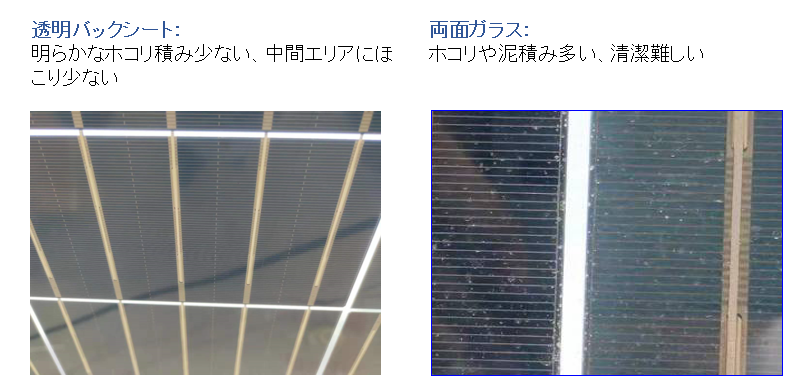 透明バックシート:
明らかなホコリ積み少ない、中間エリアにほ
こり少ない
両面ガラス:
ホコリや泥積み多い、清潔難しい